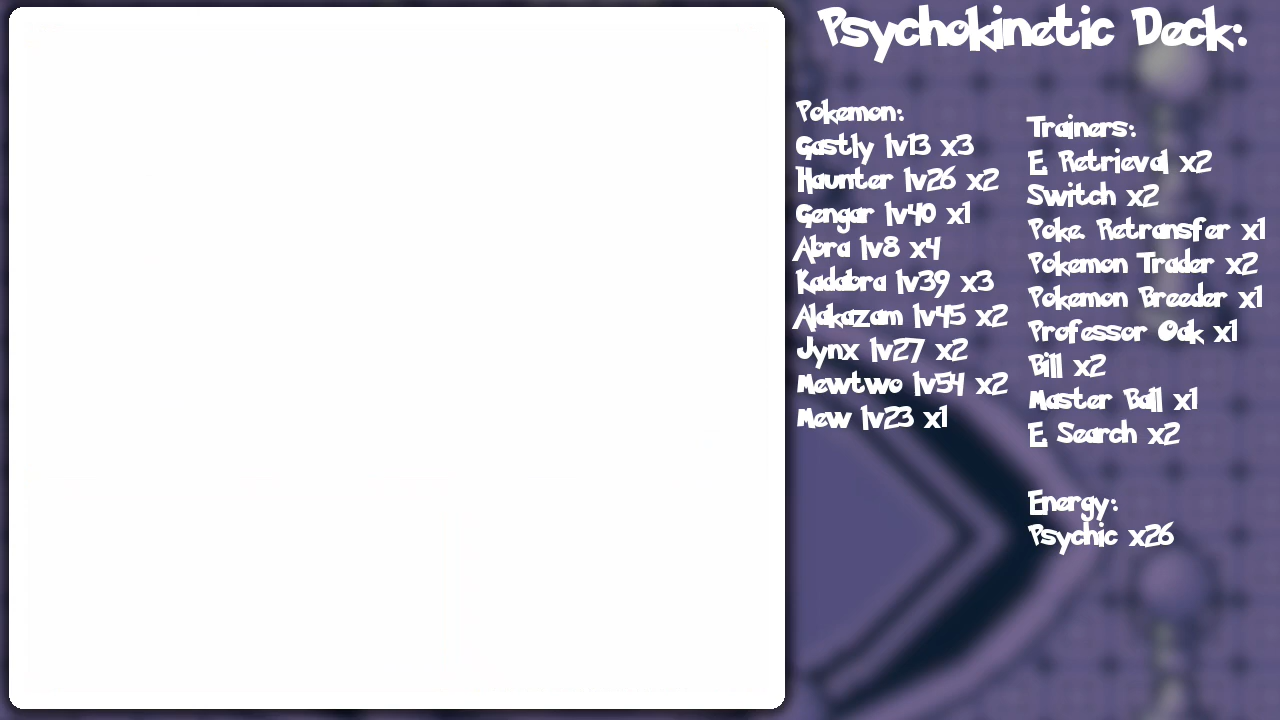 Psychokinetic Deck:
Pokemon:
Gastly lv13 x3
Haunter lv26 x2
Gengar lv40 x1
Abra lv8 x4
Kadabra lv39 x3
Alakazam lv45 x2
Jynx lv27 x2
Mewtwo lv54 x2
Mew lv23 x1
Trainers:
E. Retrieval x2
Switch x2
Poke. Retransfer x1
Pokemon Trader x2
Pokemon Breeder x1
Professor Oak x1
Bill x2
Master Ball x1
E. Search x2
Energy:
Psychic x26